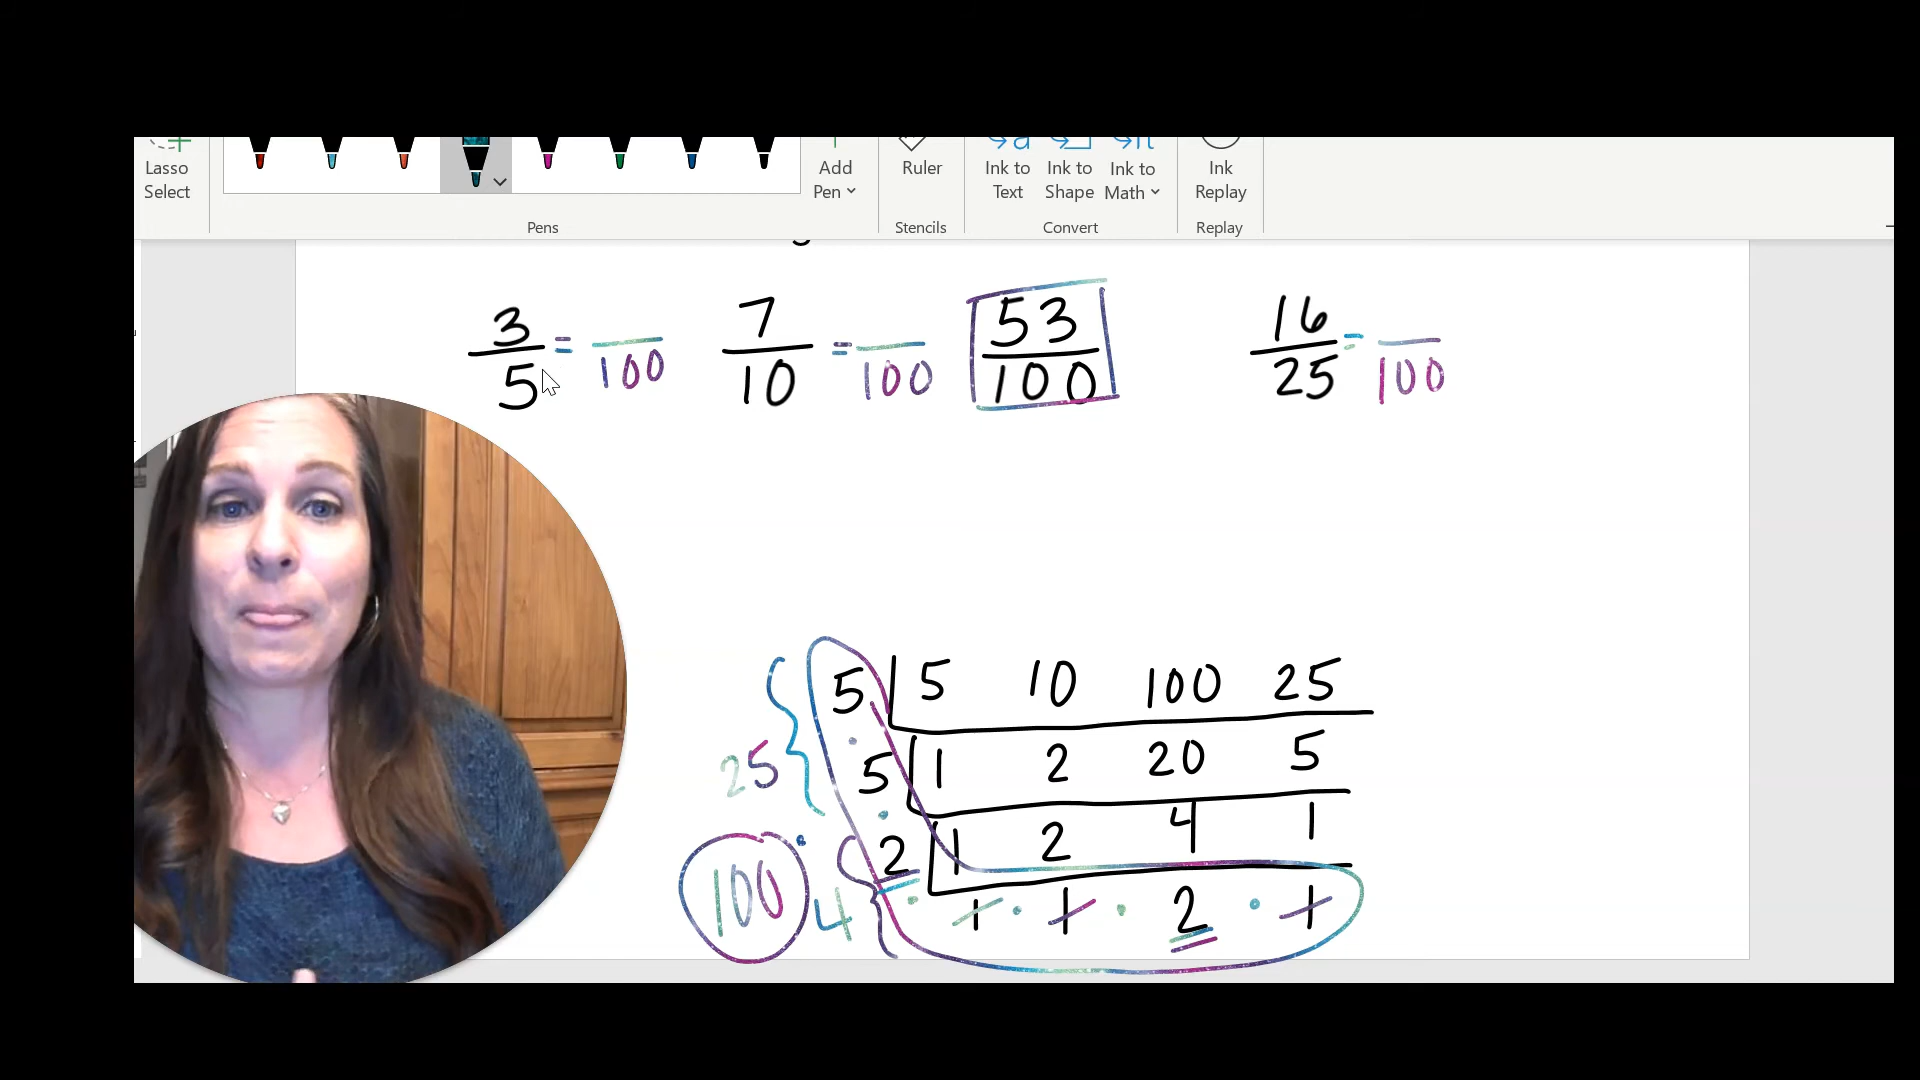 Lasso Select
Add Pen
Ruler
Ink to Text
Ink to Shape
Ink to Math
Ink Replay
Pens
Stencils
Convert
Replay
3/5 = /100
7/10 = /100
53/100
16/25 = /100
5 5 10 100 25
25
5 1 2 20 5
2 1 2 4 1
100 · 4
· 1 · 1 · 2 · 1